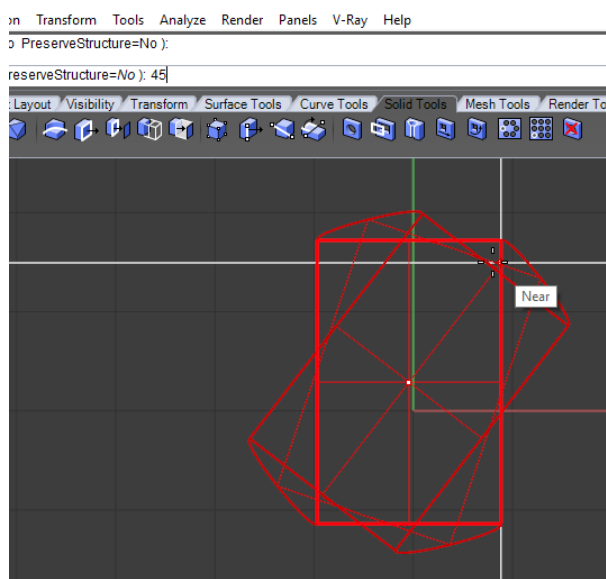 on Transform Tools Analyze Render Panels V-Ray Help
o PreserveStructure=No ):
reserveStructure=No ): 45
Layout Visibility Transform Surface Tools Curve Tools Solid Tools Mesh Tools Render To
Near